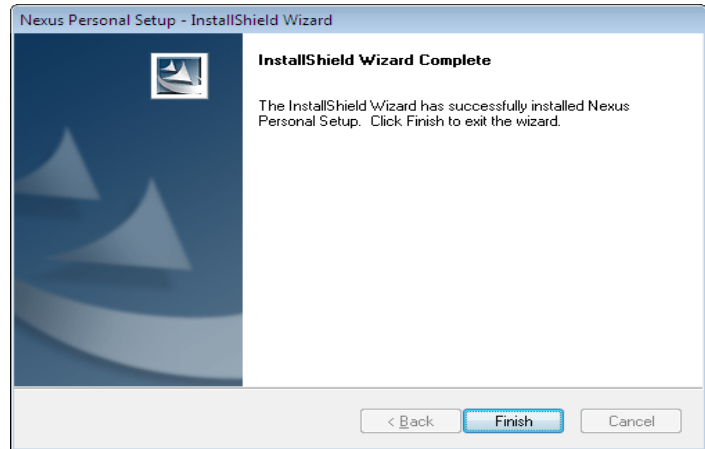 Nexus Personal Setup - InstallShield Wizard
InstallShield Wizard Complete
The InstallShield Wizard has successfully installed Nexus
Personal Setup. Click Finish to exit the wizard.
< Back
Finish
Cancel